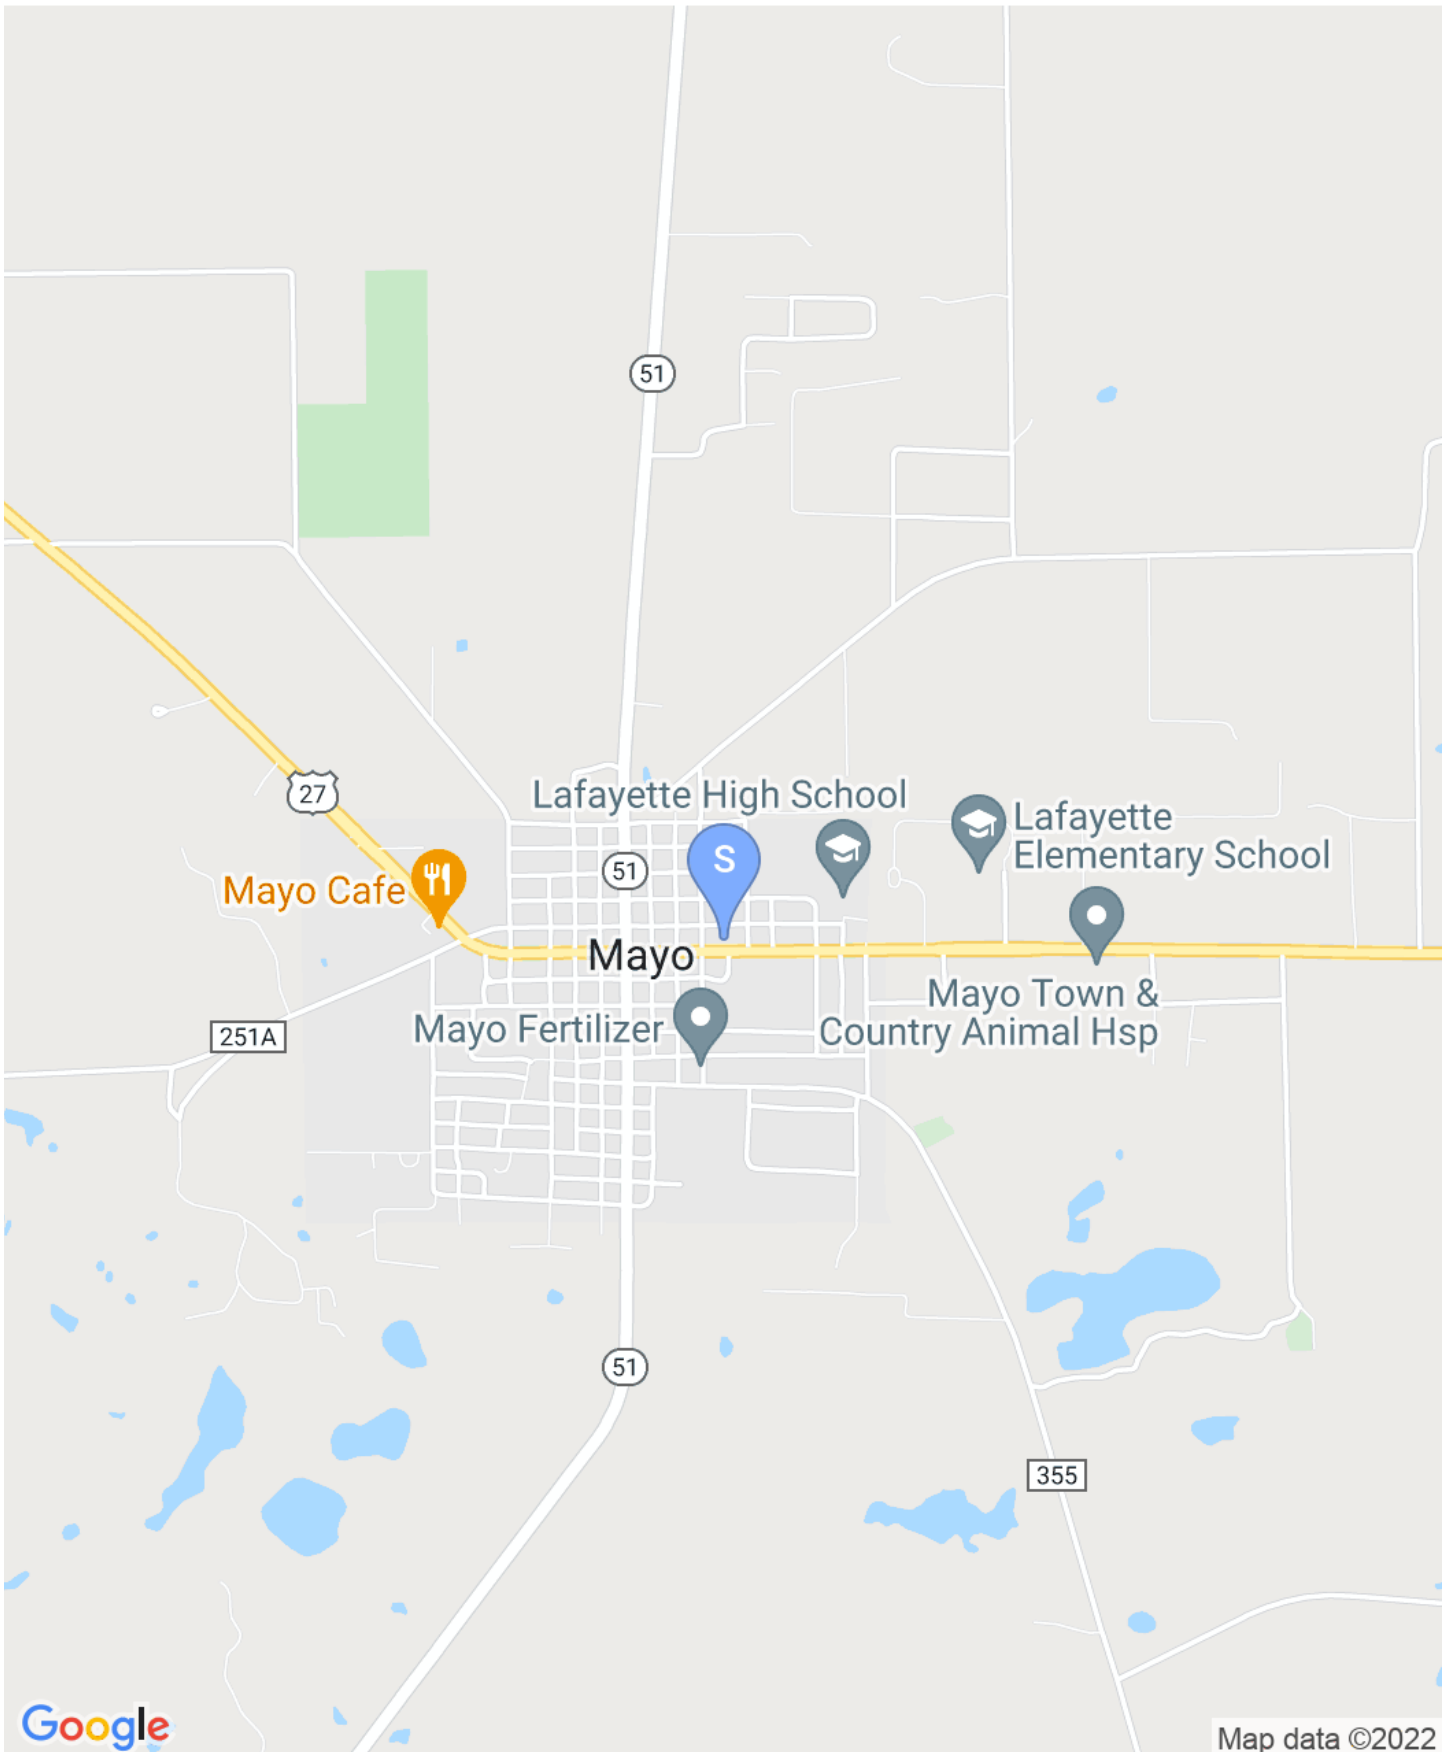 51
27
Lafayette High School
Lafayette
Elementary School
51
S
Mayo Cafe
Mayo
Mayo Town &
Country Animal Hsp
Mayo Fertilizer
251A
51
355
Google
Map data ©2022